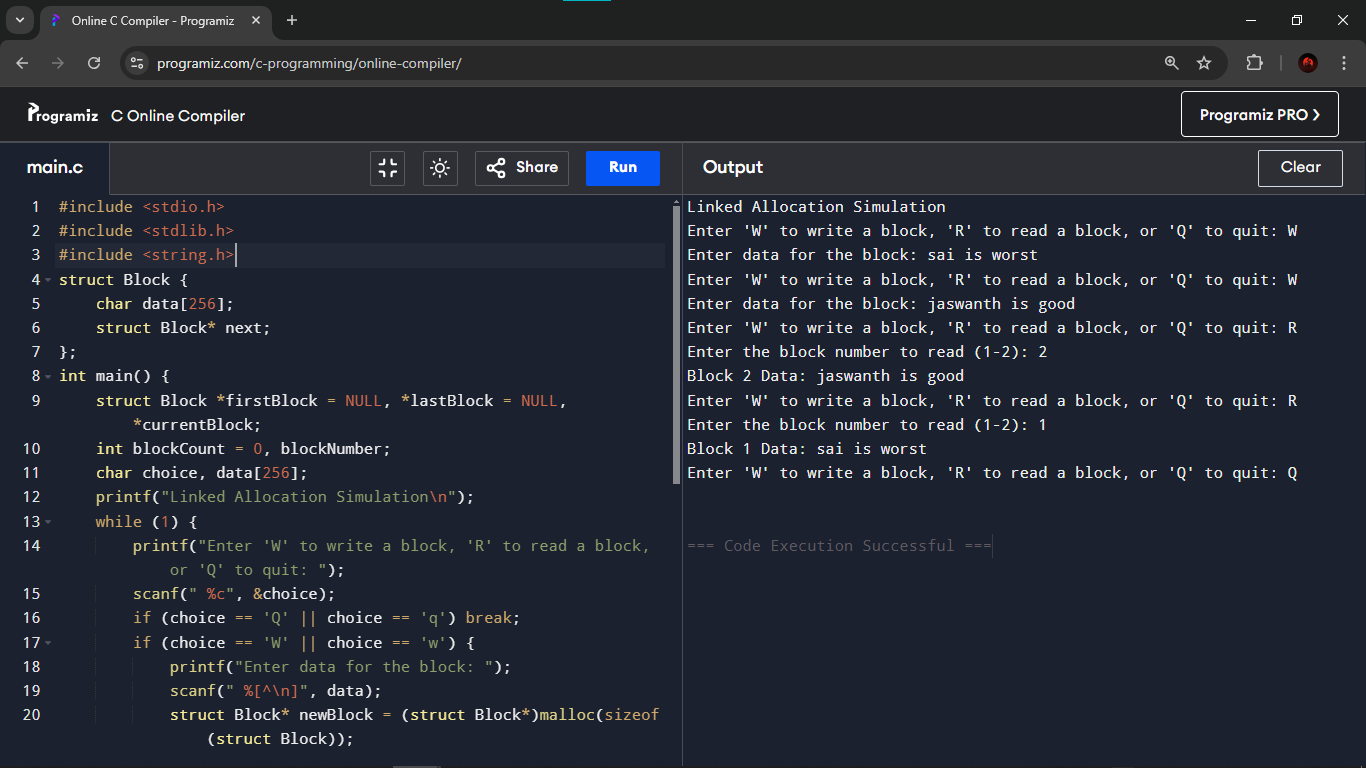 Online C Compiler - Programiz
programiz.com/c-programming/online-compiler/
Programiz C Online Compiler
Programiz PRO >
main.c
Share
Run
Output
Clear
1 #include <stdio.h>
2 #include <stdlib.h>
3 #include <string.h>
4 struct Block {
5 char data[256];
6 struct Block* next;
7 };
8 int main() {
9 struct Block *firstBlock = NULL, *lastBlock = NULL,
*currentBlock;
10 int blockCount = 0, blockNumber;
11 char choice, data[256];
12 printf("Linked Allocation Simulation\n");
13 while (1) {
14 printf("Enter 'W' to write a block, 'R' to read a block,
or 'Q' to quit: ");
15 scanf(" %c", &choice);
16 if (choice == 'Q' || choice == 'q') break;
17 if (choice == 'W' || choice == 'w') {
18 printf("Enter data for the block: ");
19 scanf(" %[^\n]", data);
20 struct Block* newBlock = (struct Block*)malloc(sizeof
(struct Block));
Linked Allocation Simulation
Enter 'W' to write a block, 'R' to read a block, or 'Q' to quit: W
Enter data for the block: sai is worst
Enter 'W' to write a block, 'R' to read a block, or 'Q' to quit: W
Enter data for the block: jaswanth is good
Enter 'W' to write a block, 'R' to read a block, or 'Q' to quit: R
Enter the block number to read (1-2): 2
Block 2 Data: jaswanth is good
Enter 'W' to write a block, 'R' to read a block, or 'Q' to quit: R
Enter the block number to read (1-2): 1
Block 1 Data: sai is worst
Enter 'W' to write a block, 'R' to read a block, or 'Q' to quit: Q
=== Code Execution Successful ===